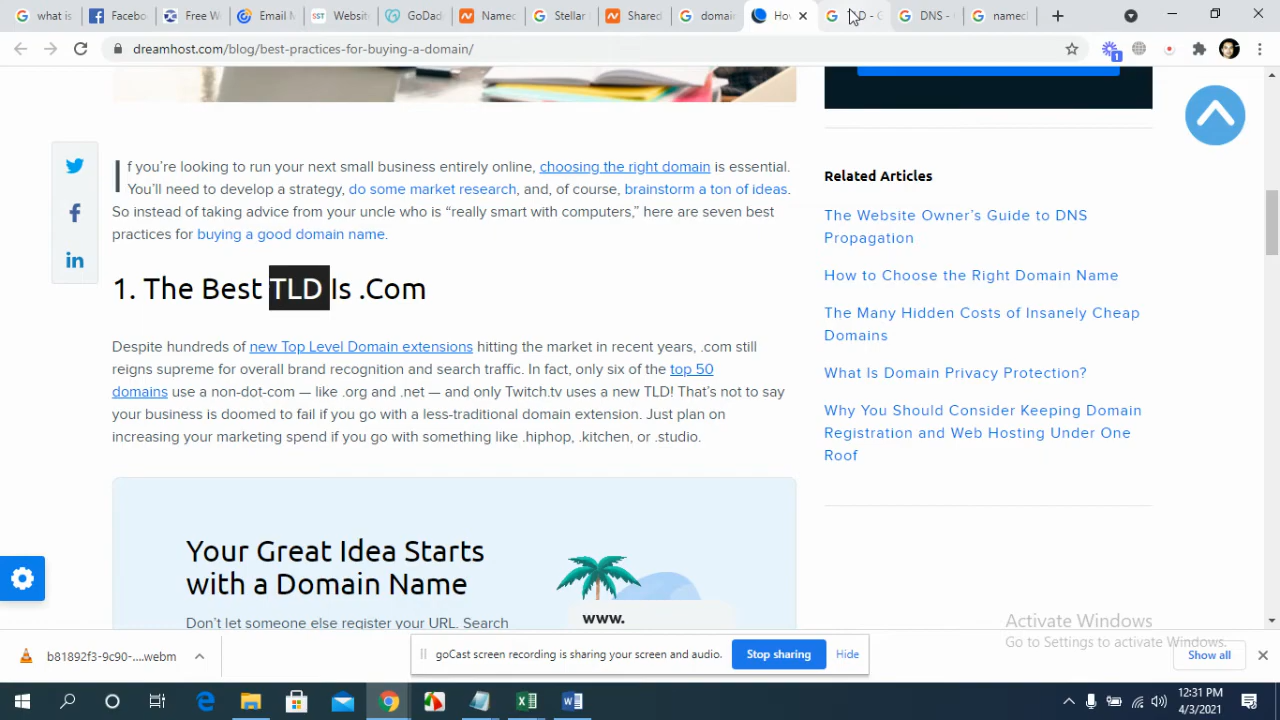 what is
Facebo
Free W
Email M
SST
Website
GoDad
Namec
Stellar
Shared
domain
Ho
TLD - G
DNS -
namecl
dreamhost.com/blog/best-practices-for-buying-a-domain/
1
If you're looking to run your next small business entirely online, choosing the right domain is essential.
You'll need to develop a strategy, do some market research, and, of course, brainstorm a ton of ideas.
So instead of taking advice from your uncle who is “really smart with computers,” here are seven best
practices for buying a good domain name.
1. The Best TLD Is .Com
Despite hundreds of new Top Level Domain extensions hitting the market in recent years, .com still
reigns supreme for overall brand recognition and search traffic. In fact, only six of the top 50
domains use a non-dot-com — like .org and .net — and only Twitch.tv uses a new TLD! That's not to say
your business is doomed to fail if you go with a less-traditional domain extension. Just plan on
increasing your marketing spend if you go with something like .hiphop, .kitchen, or .studio.
Your Great Idea Starts
with a Domain Name
Don't let someone else register your URL. Search
www.
Related Articles
The Website Owner's Guide to DNS
Propagation
How to Choose the Right Domain Name
The Many Hidden Costs of Insanely Cheap
Domains
What Is Domain Privacy Protection?
Why You Should Consider Keeping Domain
Registration and Web Hosting Under One
Roof
Activate Windows
Go to Settings to activate Windows.
b81892f3-9c90-....webm
goCast screen recording is sharing your screen and audio.
Stop sharing
Hide
Show all
12:31 PM
4/3/2021